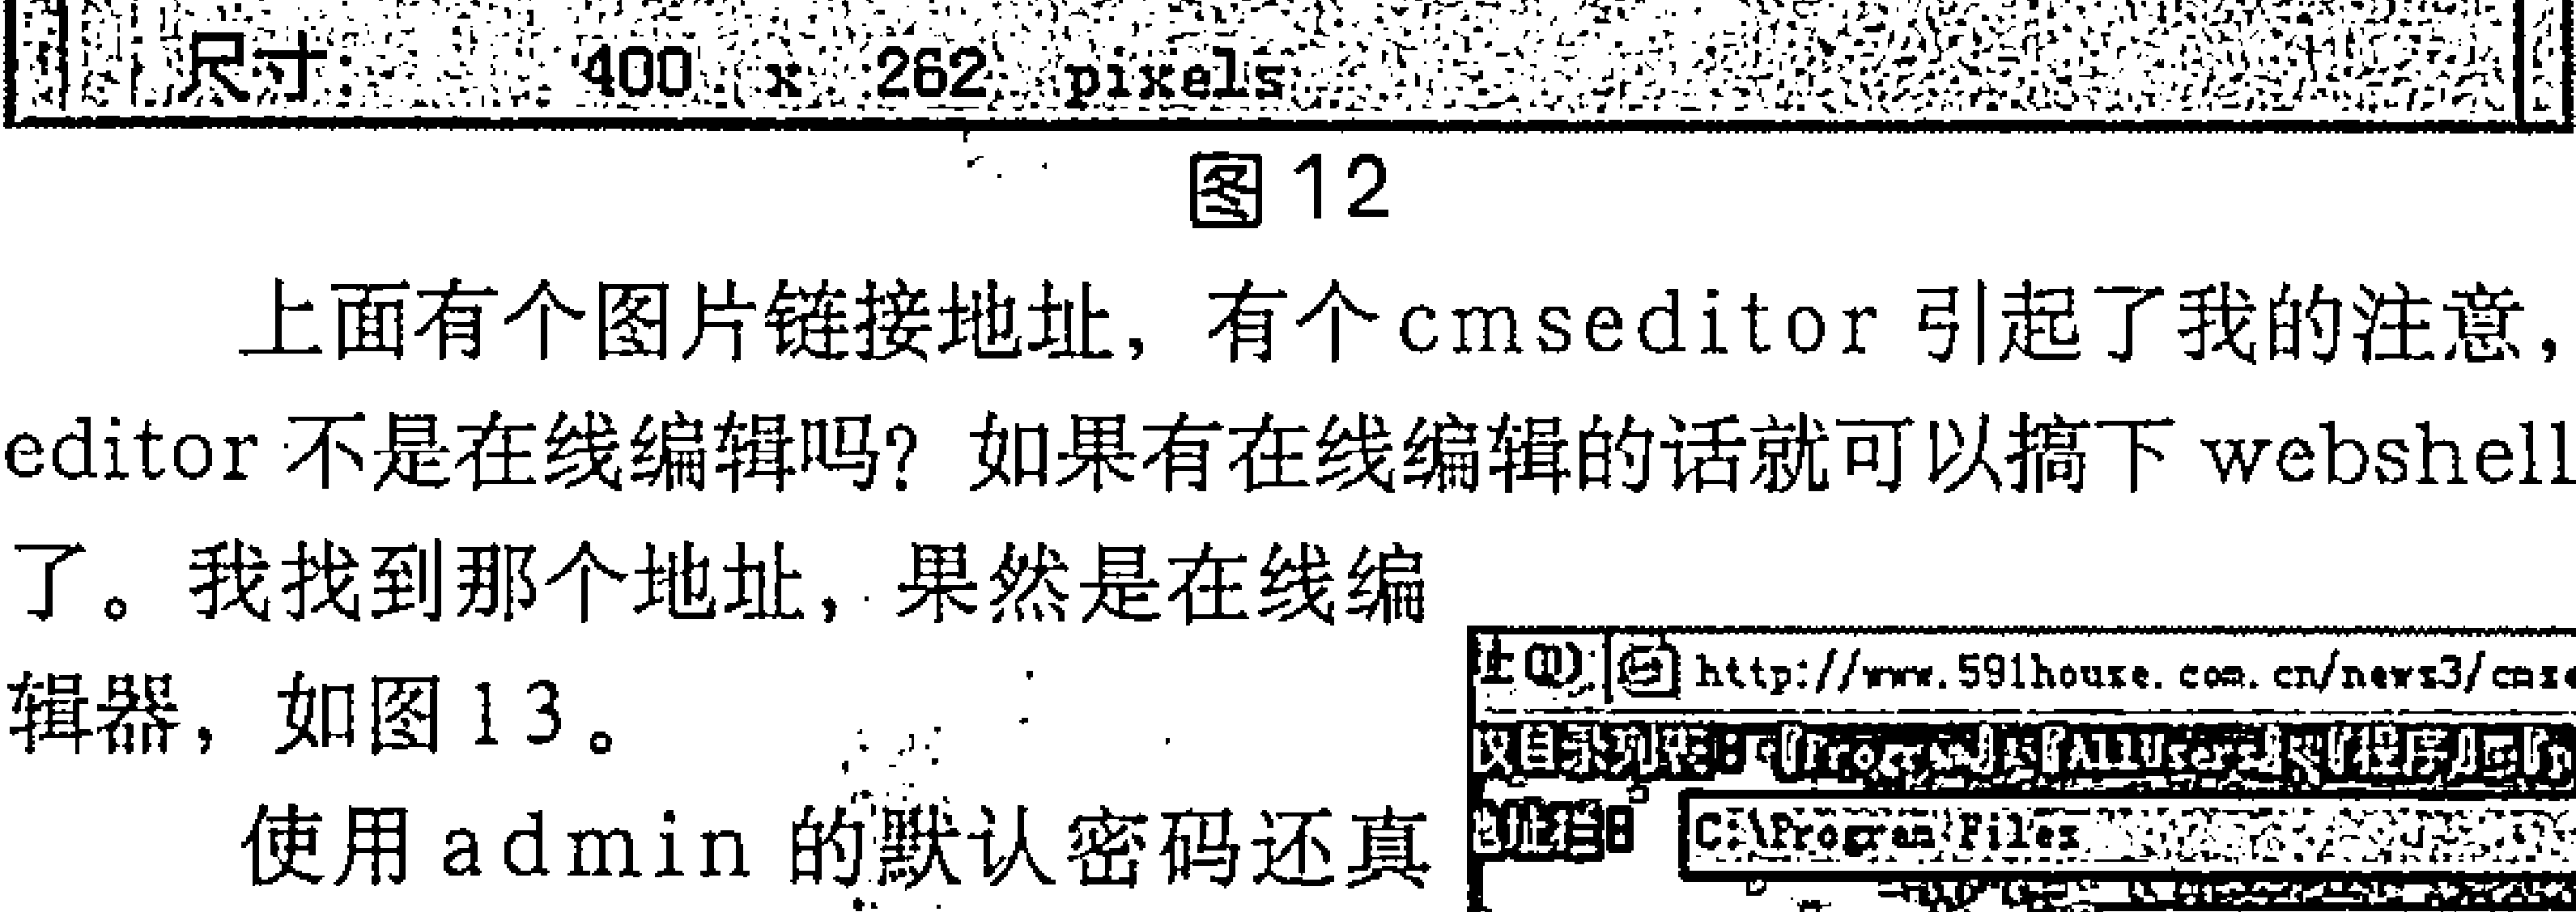 尺寸: 400 x 262 pixels
图12
上面有个图片链接地址，有个cmseditor引起了我的注意，
editor不是在线编辑吗？如果有在线编辑的话就可以搞下webshell
了。我找到那个地址，果然是在线编
辑器，如图13。
使用admin的默认密码还真
http://www.591house.com.cn/news3/cmse
C:\Program Files